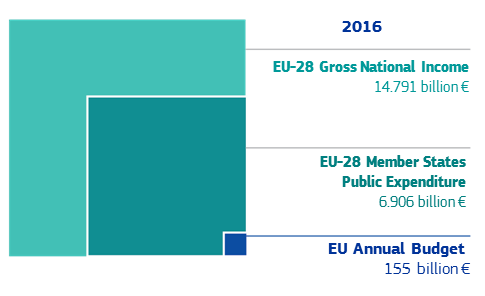 2016
EU-28 Gross National Income
14.791 billion €
EU-28 Member States
Public Expenditure
6.906 billion €
EU Annual Budget
155 billion €